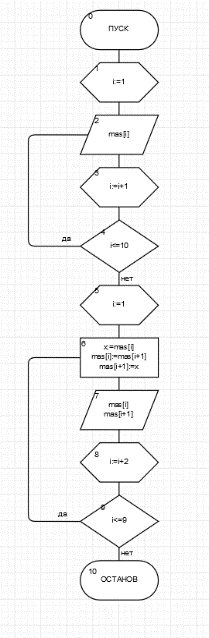 0
ПУСК
1
i:=1
2
mas[i]
3
i:=i+1
4
i<=10
да
нет
5
i:=1
6
x:=mas[i]
mas[i]:=mas[i+1]
mas[i+1]:=x
7
mas[i]
mas[i+1]
8
i:=i+2
9
i<=9
да
нет
10
ОСТАНОВ